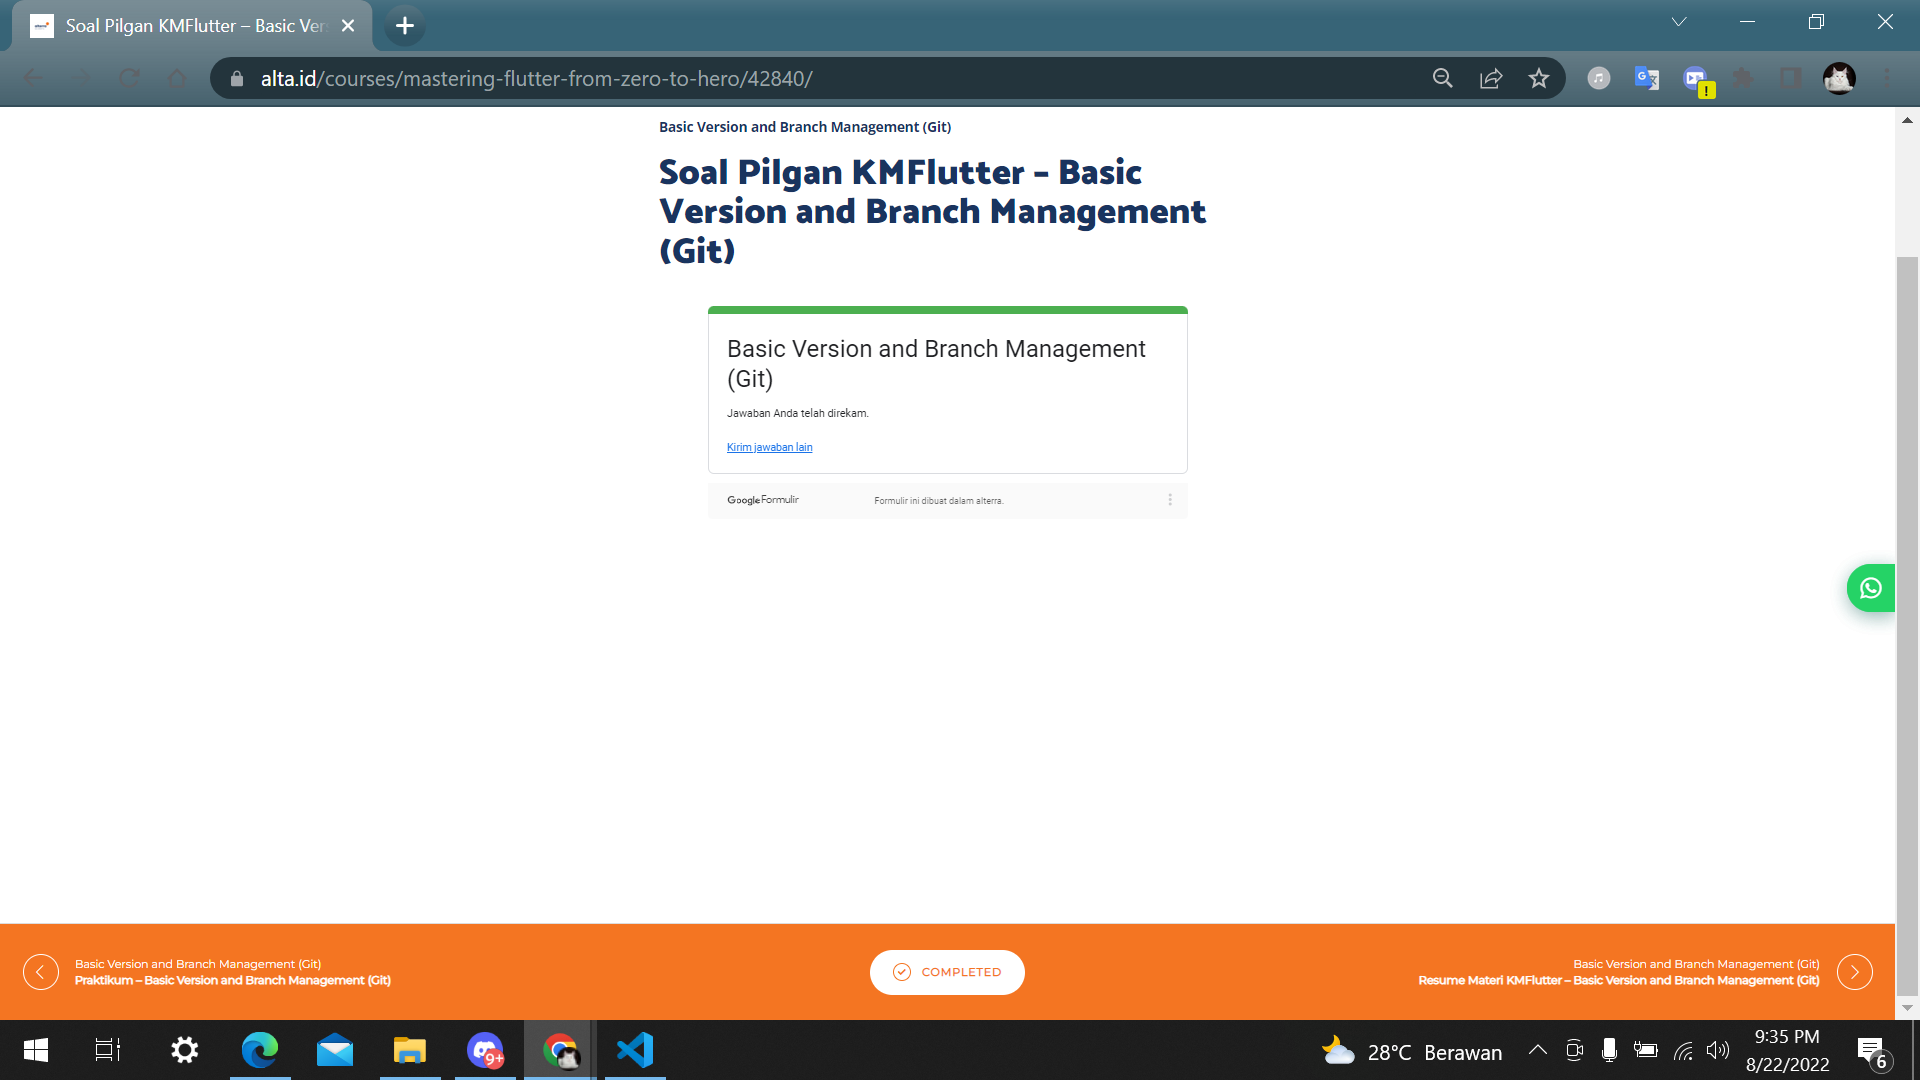 Soal Pilgan KMFlutter – Basic Ver
alta.id/courses/mastering-flutter-from-zero-to-hero/42840/
Basic Version and Branch Management (Git)
Soal Pilgan KMFlutter – Basic
Version and Branch Management
(Git)
Basic Version and Branch Management
(Git)
Jawaban Anda telah direkam.
Kirim jawaban lain
Google Formulir
Formulir ini dibuat dalam alterra.
Basic Version and Branch Management (Git)
Praktikum – Basic Version and Branch Management (Git)
COMPLETED
Basic Version and Branch Management (Git)
Resume Materi KMFlutter – Basic Version and Branch Management (Git)
9+
28°C Berawan
9:35 PM
8/22/2022
6